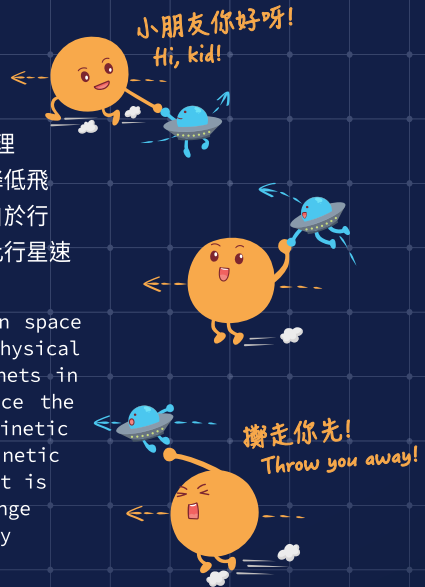 小朋友你好呀!
Hi, kid!
理
低飛
於行
行星速
n space
hysical
nets in
ce the
inetic
netic
t is
nge
y
擲走你先!
Throw you away!